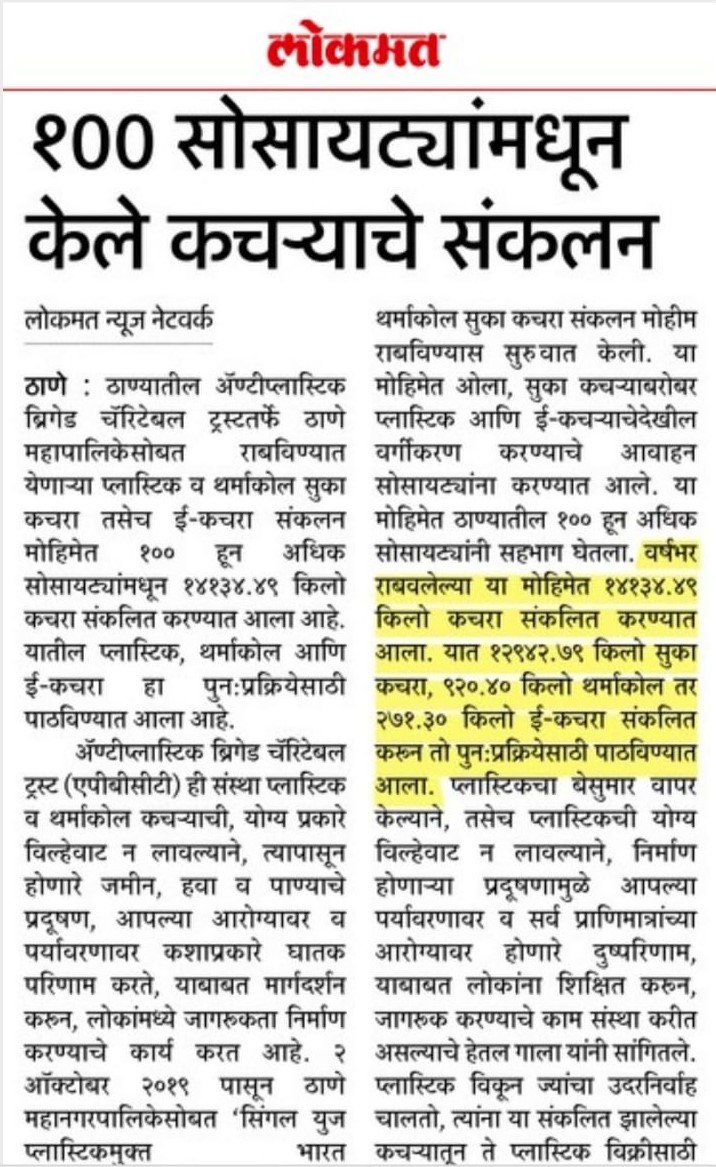 लोकमत
१०० सोसायट्यांमधून
केले कचऱ्याचे संकलन
लोकमत न्यूज नेटवर्क
ठाणे : ठाण्यातील ॲण्टीप्लास्टिक
ब्रिगेड चॅरिटेबल ट्रस्टतर्फे ठाणे
महापालिकेसोबत राबविण्यात
येणाऱ्या प्लास्टिक व थर्माकोल सुका
कचरा तसेच ई-कचरा संकलन
मोहिमेत १०० हून अधिक
सोसायट्यांमधून १४१३४.४९ किलो
कचरा संकलित करण्यात आला आहे.
यातील प्लास्टिक, थर्माकोल आणि
ई-कचरा हा पुन:प्रक्रियेसाठी
पाठविण्यात आला आहे.
ॲण्टीप्लास्टिक ब्रिगेड चॅरिटेबल
ट्रस्ट (एपीबीसीटी) ही संस्था प्लास्टिक
व थर्माकोल कचऱ्याची, योग्य प्रकारे
विल्हेवाट न लावल्याने, त्यापासून
होणारे जमीन, हवा व पाण्याचे
प्रदूषण, आपल्या आरोग्यावर व
पर्यावरणावर कशाप्रकारे घातक
परिणाम करते, याबाबत मार्गदर्शन
करून, लोकांमध्ये जागरूकता निर्माण
करण्याचे कार्य करत आहे. २
ऑक्टोबर २०१९ पासून ठाणे
महानगरपालिकेसोबत ‘सिंगल युज
प्लास्टिकमुक्त भारत
थर्माकोल सुका कचरा संकलन मोहीम
राबविण्यास सुरुवात केली. या
मोहिमेत ओला, सुका कचऱ्याबरोबर
प्लास्टिक आणि ई-कचऱ्याचेदेखील
वर्गीकरण करण्याचे आवाहन
सोसायट्यांना करण्यात आले. या
मोहिमेत ठाण्यातील १०० हून अधिक
सोसायट्यांनी सहभाग घेतला. वर्षभर
राबवलेल्या या मोहिमेत १४१३४.४९
किलो कचरा संकलित करण्यात
आला. यात १२९४२.७९ किलो सुका
कचरा, ९२०.४० किलो थर्माकोल तर
२७१.३० किलो ई-कचरा संकलित
करून तो पुन:प्रक्रियेसाठी पाठविण्यात
आला. प्लास्टिकचा बेसुमार वापर
केल्याने, तसेच प्लास्टिकची योग्य
विल्हेवाट न लावल्याने, निर्माण
होणाऱ्या प्रदूषणामुळे आपल्या
पर्यावरणावर व सर्व प्राणिमात्रांच्या
आरोग्यावर होणारे दुष्परिणाम,
याबाबत लोकांना शिक्षित करून,
जागरूक करण्याचे काम संस्था करीत
असल्याचे हेतल गाला यांनी सांगितले.
प्लास्टिक विकून ज्यांचा उदरनिर्वाह
चालतो, त्यांना या संकलित झालेल्या
कचऱ्यातून ते प्लास्टिक विक्रीसाठी